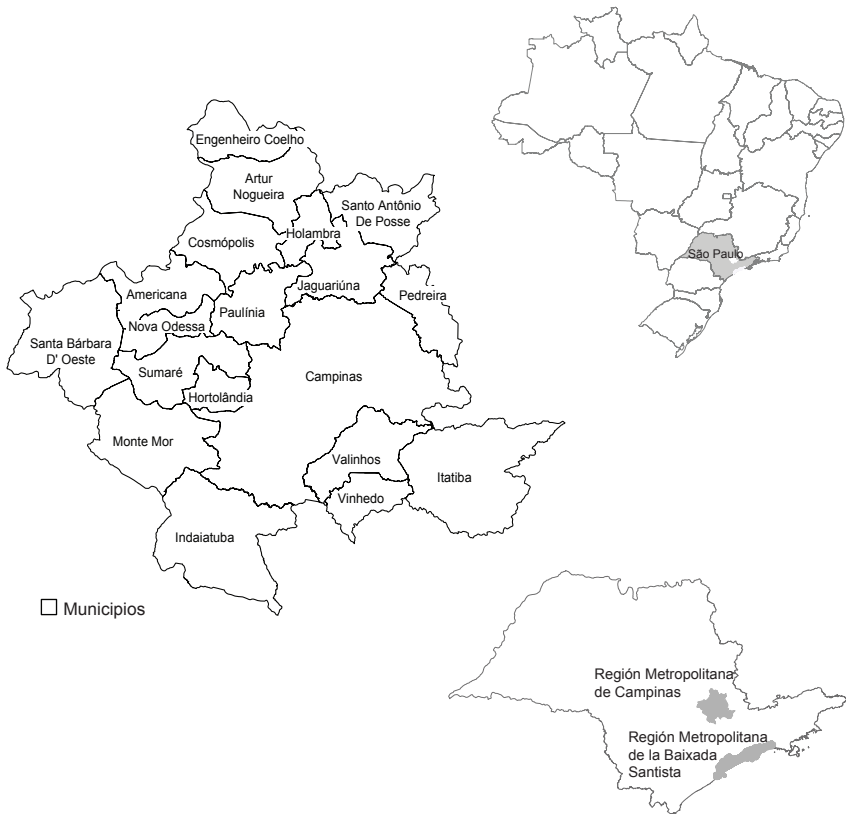 Engenheiro Coelho
Artur
Nogueira
Santo Antônio
De Posse
Holambra
Cosmópolis
Jaguariúna
Americana
Pedreira
Paulínia
Nova Odessa
Santa Bárbara
D' Oeste
Sumaré
Campinas
Hortolândia
Monte Mor
Valinhos
Itatiba
Vinhedo
Indaiatuba
Municipios
São Paulo
Región Metropolitana
de Campinas
Región Metropolitana
de la Baixada
Santista